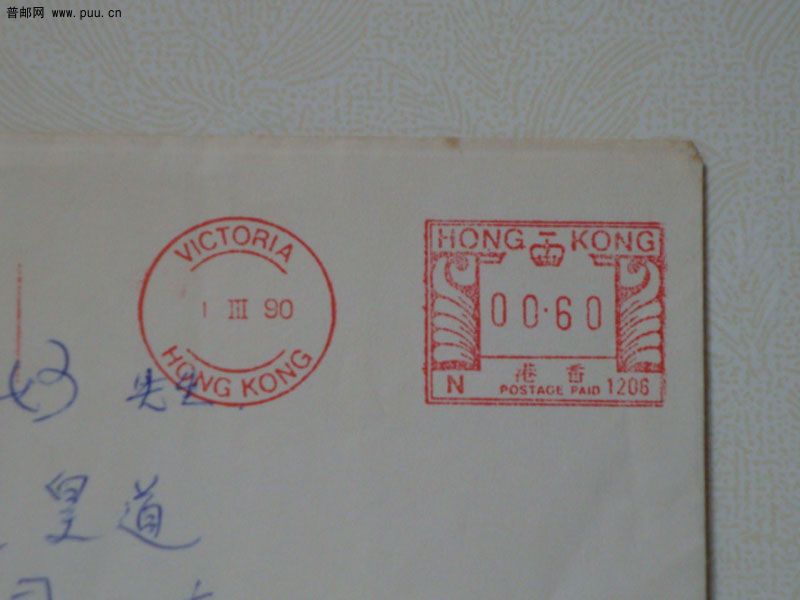 普邮网 www.puu.cn
VICTORIA
1 III 90
HONG KONG
HONG KONG
00.60
港 香
N POSTAGE PAID 1206
先生
皇道